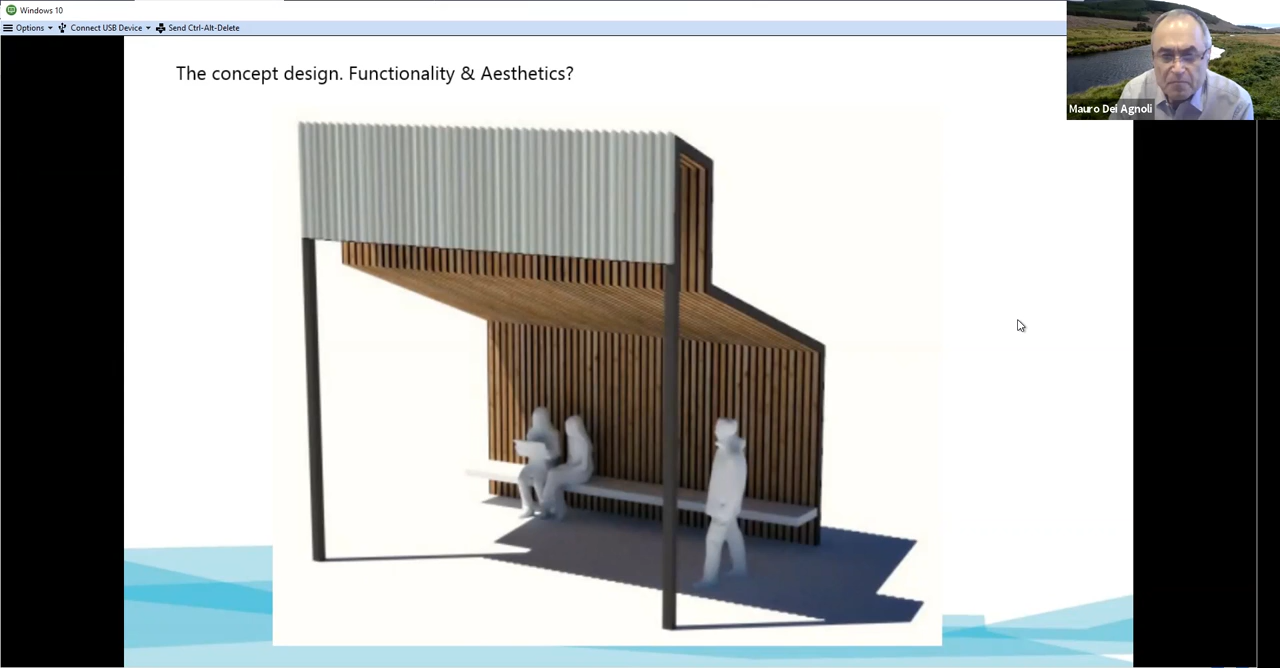 Windows 10
Options
Connect USB Device
Send Ctrl-Alt-Delete
The concept design. Functionality & Aesthetics?
Mauro Dei Agnoli